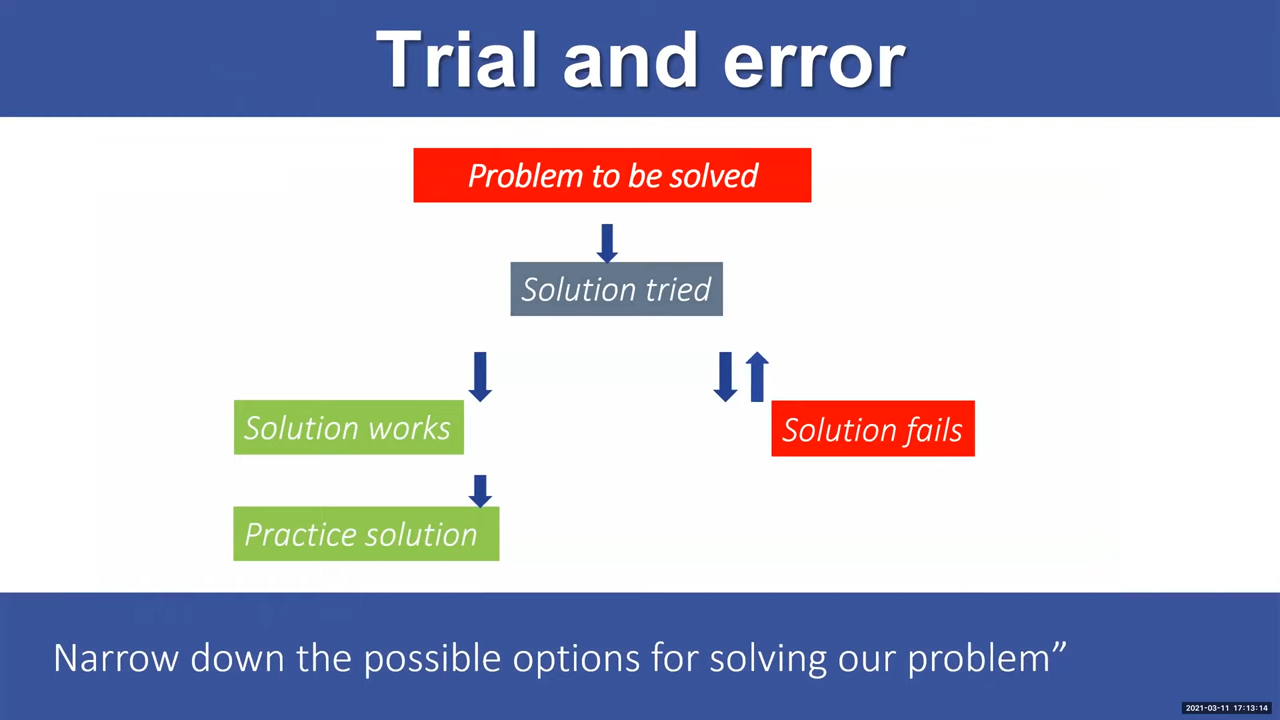 Trial and error
Problem to be solved
Solution tried
Solution works
Solution fails
Practice solution
Narrow down the possible options for solving our problem”
2021-03-11 17:13:14